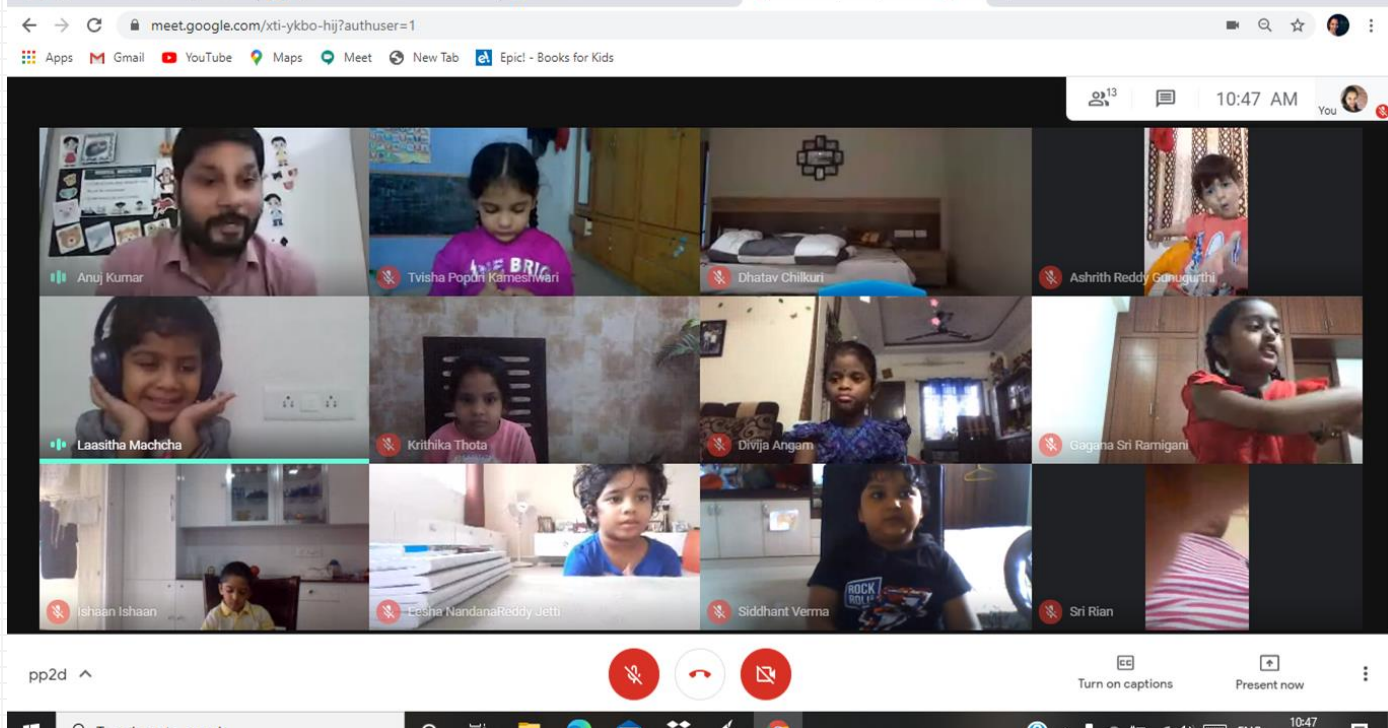 meet.google.com/xti-ykbo-hij?authuser=1
Apps Gmail YouTube Maps Meet New Tab Epic! - Books for Kids
13 10:47 AM You
Anuj Kumar
Tvisha Popuri Kameshwari
Dhatav Chilkuri
Ashrith Reddy Gunugurthi
Laasitha Machcha
Krithika Thota
Divija Angam
Gagana Sri Ramigani
Ishaan Ishaan
Eesha NandanaReddy Jetti
ROCK
Siddhant Verma
Sri Rian
pp2d
CC
Turn on captions
Present now
10:47